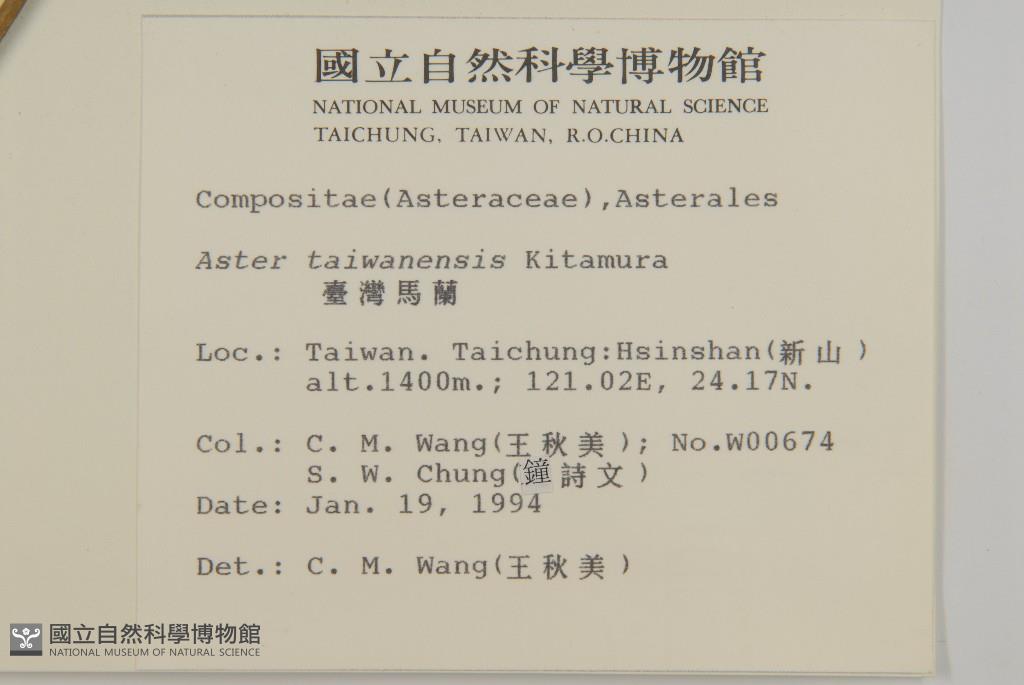 國立自然科學博物館
NATIONAL MUSEUM OF NATURAL SCIENCE
TAICHUNG, TAIWAN, R.O.CHINA
Compositae(Asteraceae),Asterales
Aster taiwanensis Kitamura
臺灣馬蘭
Loc.: Taiwan. Taichung:Hsinshan(新山)
alt.1400m.; 121.02E, 24.17N.
Col.: C. M. Wang(王秋美); No.W00674
S. W. Chung(鐘詩文)
Date: Jan. 19, 1994
Det.: C. M. Wang(王秋美)
國立自然科學博物館
NATIONAL MUSEUM OF NATURAL SCIENCE